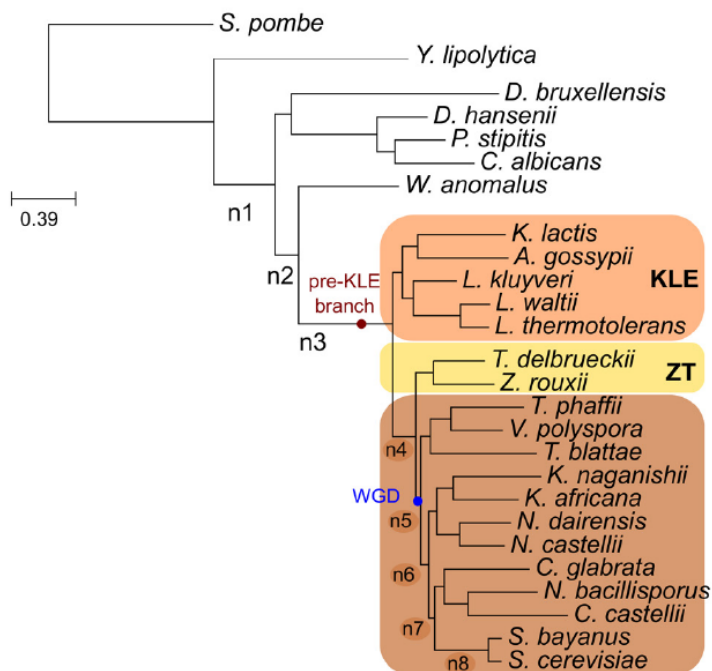 S. pombe
Y. lipolytica
D. bruxellensis
D. hansenii
P. stipitis
C. albicans
W. anomalus
0.39
n1
n2
pre-KLE
branch
n3
K. lactis
A. gossypii
L. kluyveri
KLE
L. waltii
L. thermotolerans
T. delbrueckii
ZT
Z. rouxii
T. phaffii
V. polyspora
n4
T. blattae
K. naganishii
WGD
K. africana
n5
N. dairensis
N. castellii
n6
C. glabrata
N. bacillisporus
C. castellii
n7
S. bayanus
n8
S. cerevisiae